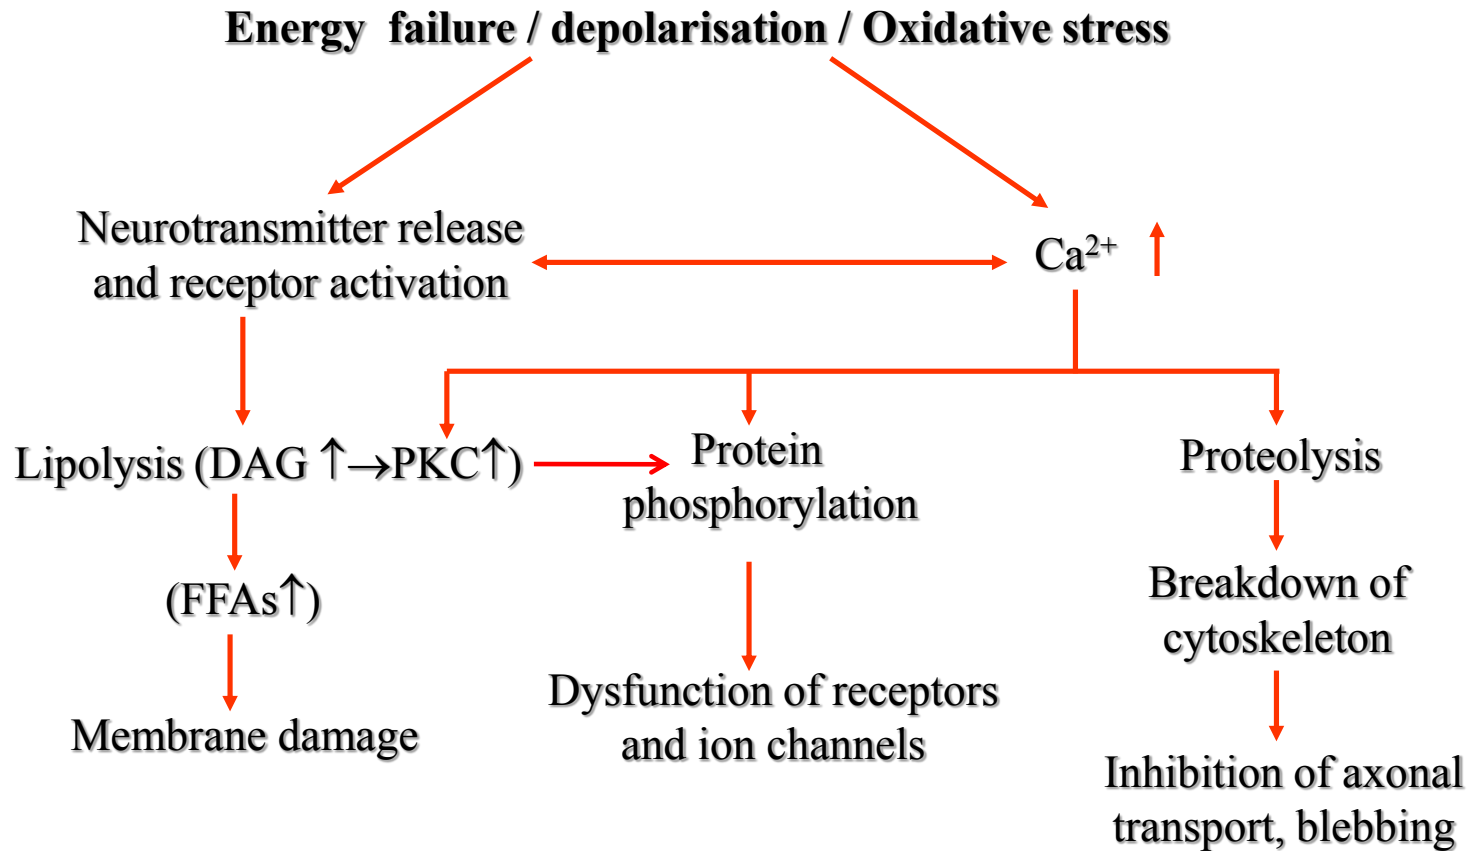 Energy failure / depolarisation / Oxidative stress
Neurotransmitter release
and receptor activation
Ca²⁺
Lipolysis (DAG ↑→PKC↑)
Protein
phosphorylation
Proteolysis
(FFAs↑)
Breakdown of
cytoskeleton
Membrane damage
Dysfunction of receptors
and ion channels
Inhibition of axonal
transport, blebbing